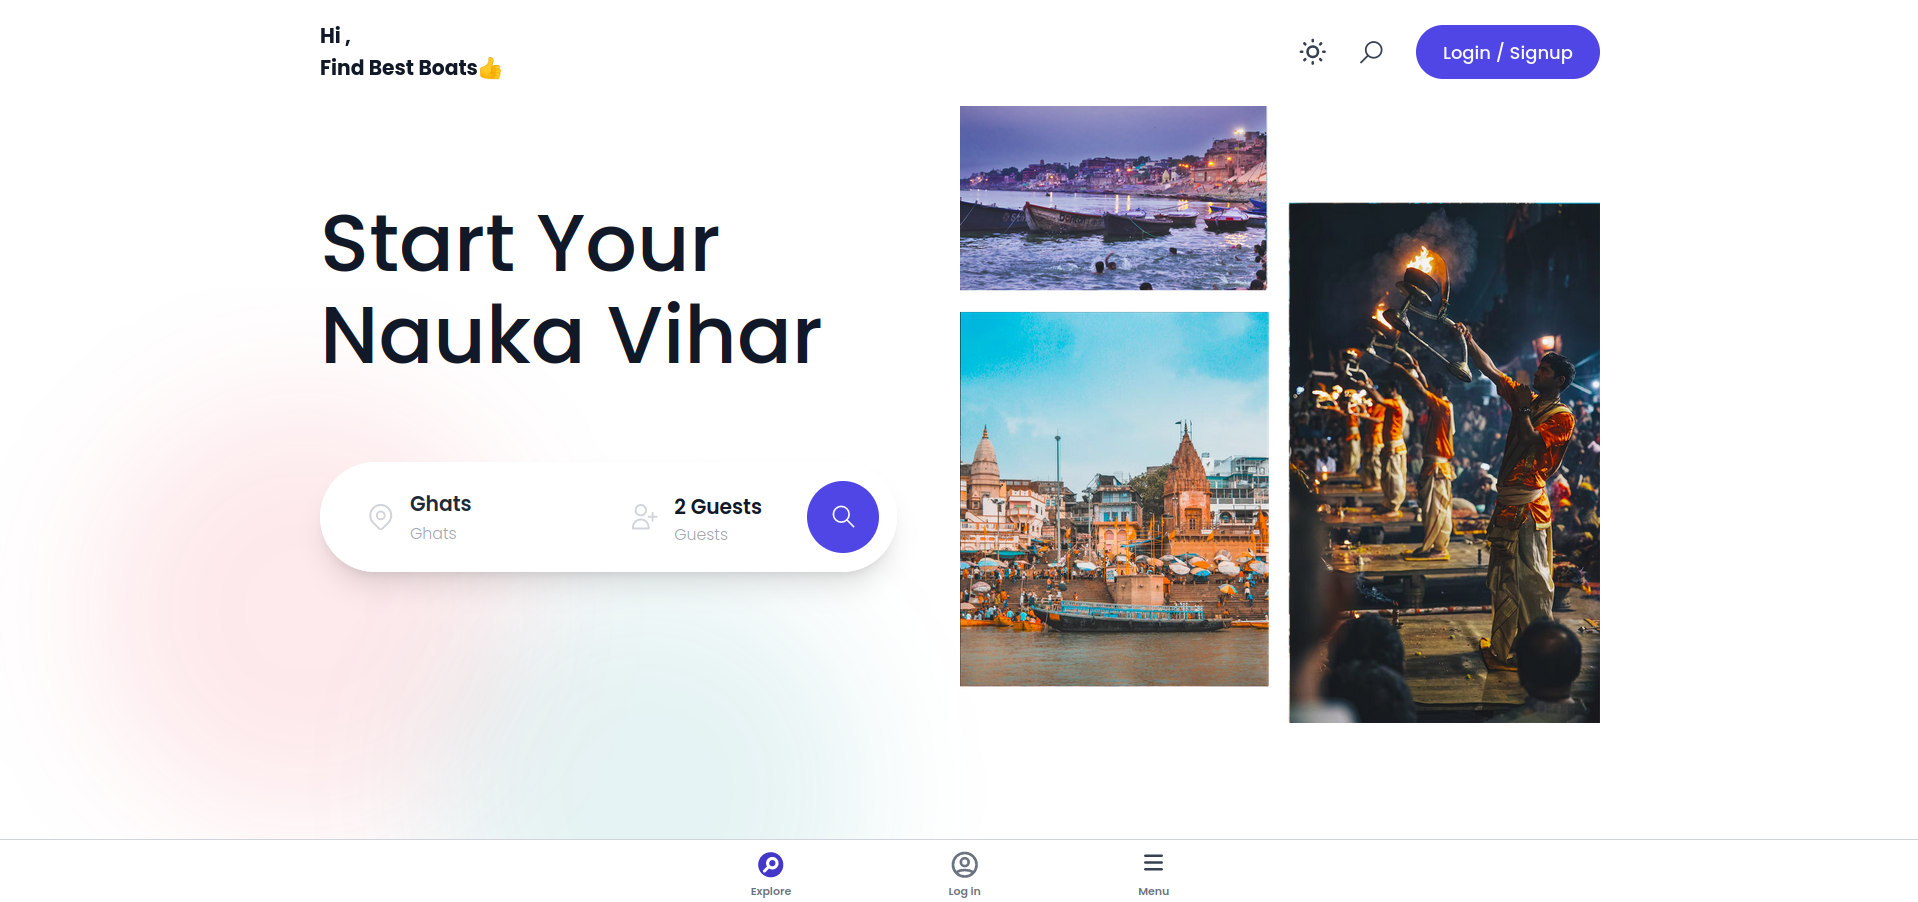 Hi ,
Find Best Boats👍
Login / Signup
Start Your
Nauka Vihar
Ghats
Ghats
2 Guests
Guests
Explore
Log in
Menu